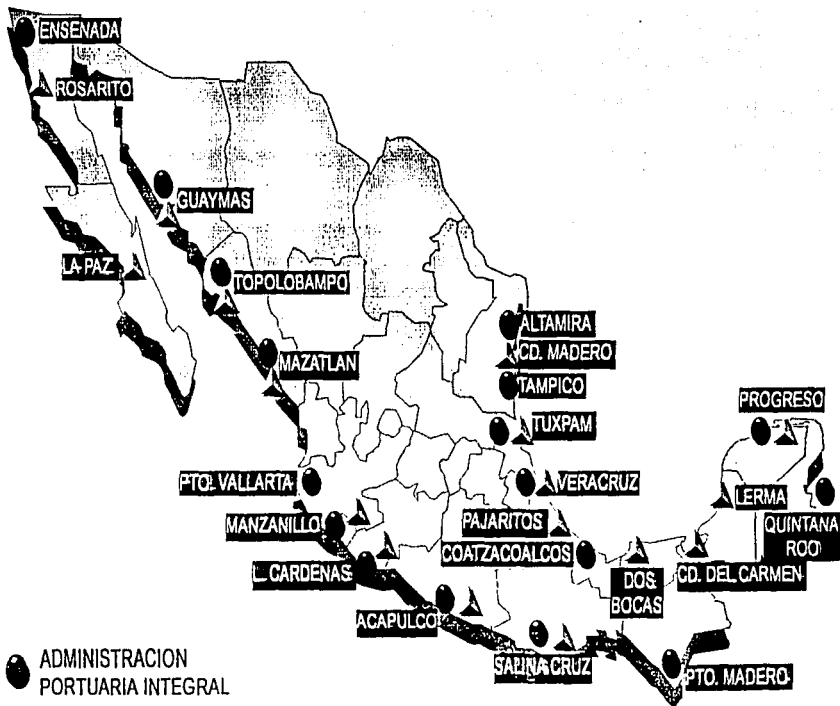 ENSENADA
ROSARITO
GUAYMAS
LA PAZ
TOPOLOBAMPO
ALTAMIRA
MAZATLAN
CD. MADERO
TAMPICO
PROGRESO
TUXPAM
PTO. VALLARTA
VERACRUZ
LERMA
MANZANILLO
PAJARITOS
QUINTANA
ROO
COATZACOALCOS
L. CARDENAS
DOS
BOCAS
CD. DEL CARMEN
ACAPULCO
SALINA CRUZ
PTO. MADERO
ADMINISTRACION
PORTUARIA INTEGRAL